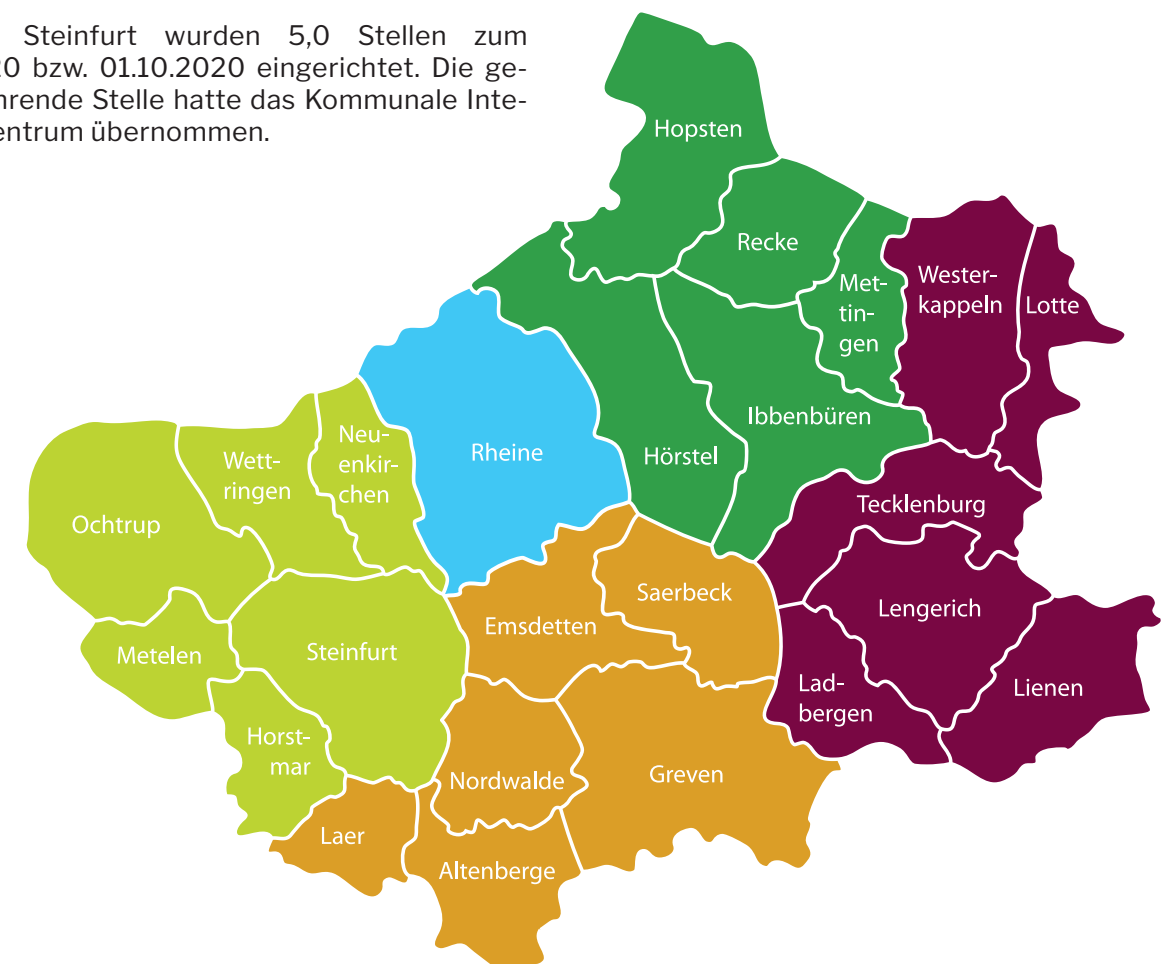 Steinfurt wurden 5,0 Stellen zum
20 bzw. 01.10.2020 eingerichtet. Die ge-
hrende Stelle hatte das Kommunale Inte-
entrum übernommen.
Hopsten
Recke
Met-
tin-
gen
Wester-
kappeln
Lotte
Ibbenbüren
Hörstel
Rheine
Neu-
enkir-
chen
Wett-
ringen
Ochtrup
Tecklenburg
Saerbeck
Lengerich
Emsdetten
Metelen
Steinfurt
Lad-
bergen
Lienen
Horst-
mar
Nordwalde
Greven
Laer
Altenberge